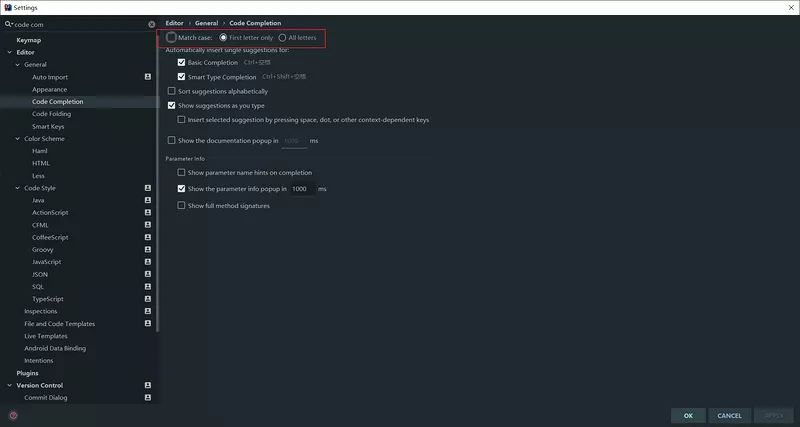 Settings
code com
Keymap
Editor
General
Auto Import
Appearance
Code Completion
Code Folding
Smart Keys
Color Scheme
Haml
HTML
Less
Code Style
Java
ActionScript
CFML
CoffeeScript
Groovy
JavaScript
JSON
SQL
TypeScript
Inspections
File and Code Templates
Live Templates
Android Data Binding
Intentions
Plugins
Version Control
Commit Dialog
Editor › General › Code Completion
Match case: First letter only All letters
Automatically insert single suggestions for:
Basic Completion Ctrl+空格
Smart Type Completion Ctrl+Shift+空格
Sort suggestions alphabetically
Show suggestions as you type
Insert selected suggestion by pressing space, dot, or other context-dependent keys
Show the documentation popup in 1000 ms
Parameter Info
Show parameter name hints on completion
Show the parameter info popup in 1000 ms
Show full method signatures
?
OK CANCEL APPLY